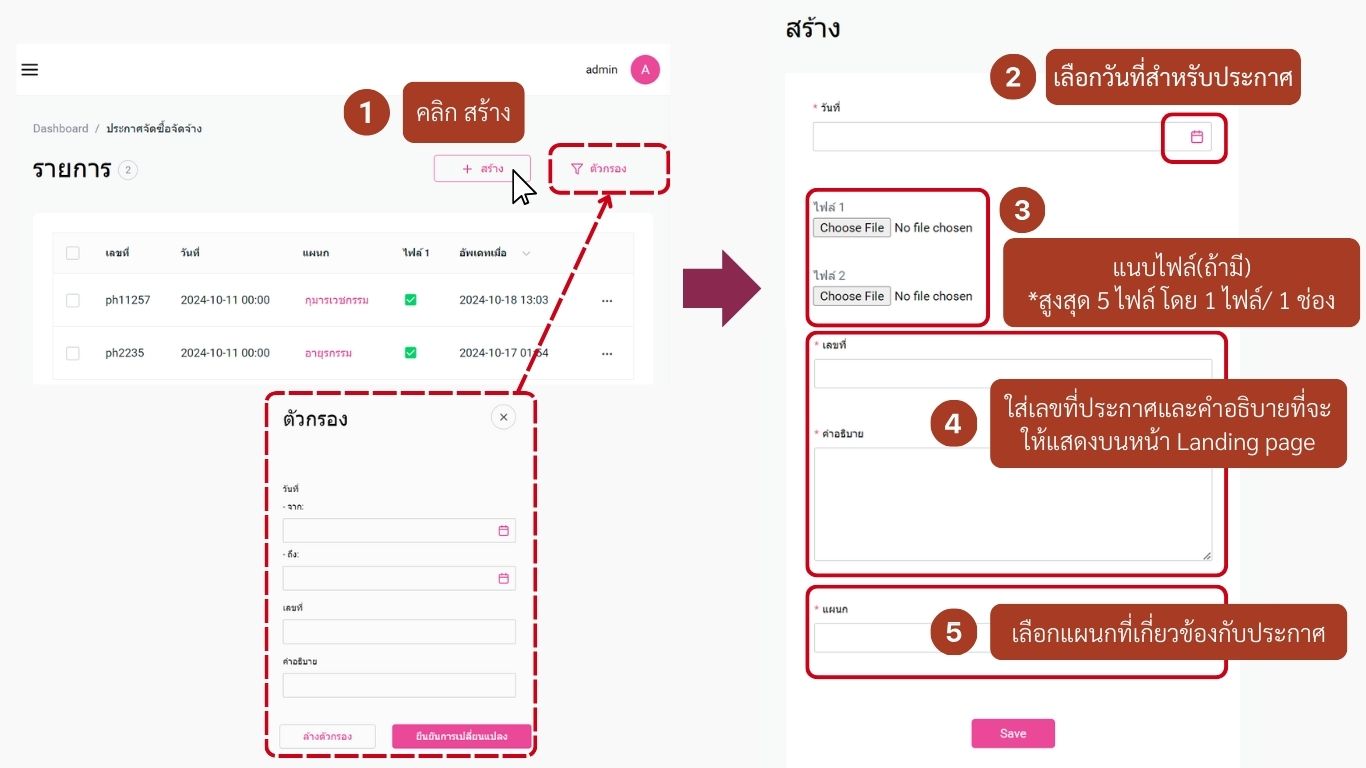 admin
A
1
คลิก สร้าง
Dashboard / ประกาศจัดซื้อจัดจ้าง
รายการ 2
+ สร้าง
ตัวกรอง
เลขที่ วันที่ แผนก ไฟล์ 1 อัพเดทเมื่อ
ph11257 2024-10-11 00:00 กุมารเวชกรรม 2024-10-18 13:03 ...
ph2235 2024-10-11 00:00 อายุรกรรม 2024-10-17 01:54 ...
ตัวกรอง
วันที่
- จาก:
- ถึง:
เลขที่
คำอธิบาย
ล้างตัวกรอง
ยืนยันการเปลี่ยนแปลง
สร้าง
2
เลือกวันที่สำหรับประกาศ
* วันที่
ไฟล์ 1
Choose File No file chosen
ไฟล์ 2
Choose File No file chosen
3
แนบไฟล์(ถ้ามี)
*สูงสุด 5 ไฟล์ โดย 1 ไฟล์/ 1 ช่อง
* เลขที่
* คำอธิบาย
4
ใส่เลขที่ประกาศและคำอธิบายที่จะ
ให้แสดงบนหน้า Landing page
* แผนก
5
เลือกแผนกที่เกี่ยวข้องกับประกาศ
Save